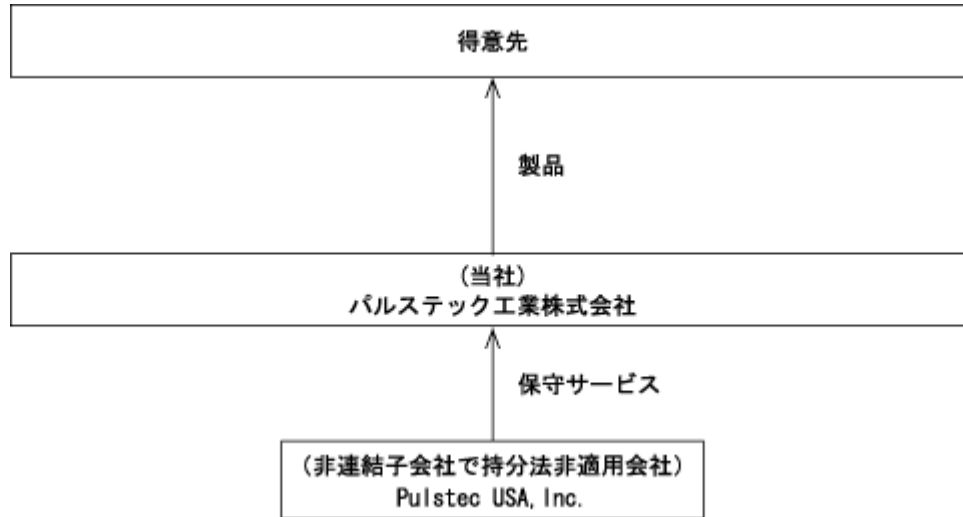 得意先
製品
(当社)
パルステック工業株式会社
保守サービス
(非連結子会社で持分法非適用会社)
Pulstec USA,Inc.